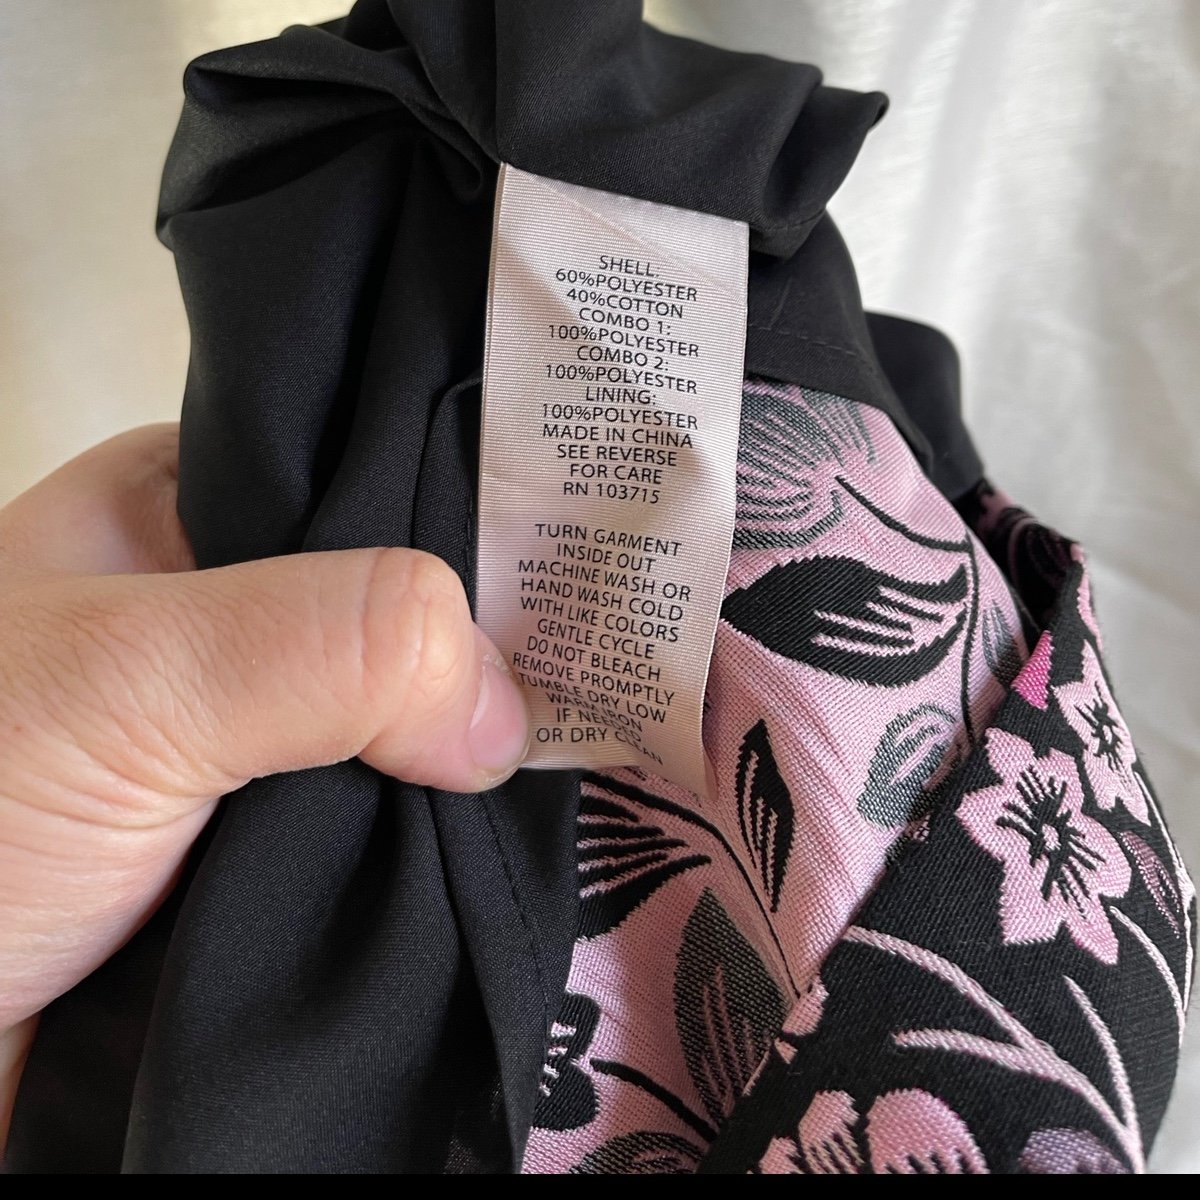 SHELL:
60%POLYESTER
40%COTTON
COMBO 1:
100%POLYESTER
COMBO 2:
100%POLYESTER
LINING:
100%POLYESTER
MADE IN CHINA
SEE REVERSE
FOR CARE
RN 103715
TURN GARMENT
INSIDE OUT
MACHINE WASH OR
HAND WASH COLD
WITH LIKE COLORS
GENTLE CYCLE
DO NOT BLEACH
REMOVE PROMPTLY
TUMBLE DRY LOW
WARM IRON
IF NEEDED
OR DRY CLEAN